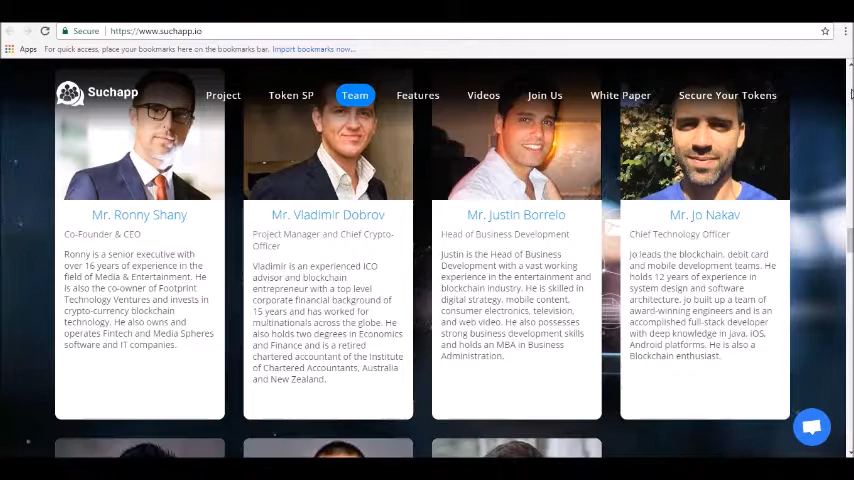 Secure https://www.suchapp.io
Apps For quick access, place your bookmarks here on the bookmarks bar. Import bookmarks now...
Suchapp Project Token SP Team Features Videos Join Us White Paper Secure Your Tokens
Mr. Ronny Shany
Co-Founder & CEO
Ronny is a senior executive with
over 16 years of experience in the
field of Media & Entertainment. He
is also the co-owner of Footprint
Technology Ventures and invests in
crypto-currency blockchain
technology. He also owns and
operates Fintech and Media Spheres
software and IT companies.
Mr. Vladimir Dobrov
Project Manager and Chief Crypto-
Officer
Vladimir is an experienced ICO
advisor and blockchain
entrepreneur with a top level
corporate financial background of
15 years and has worked for
multinationals across the globe. He
also holds two degrees in Economics
and Finance and is a retired
chartered accountant of the Institute
of Chartered Accountants, Australia
and New Zealand.
Mr. Justin Borrelo
Head of Business Development
Justin is the Head of Business
Development with a vast working
experience in the entertainment and
blockchain industry. He is skilled in
digital strategy, mobile content,
consumer electronics, television,
and web video. He also possesses
strong business development skills
and holds an MBA in Business
Administration.
Mr. Jo Nakav
Chief Technology Officer
Jo leads the blockchain, debit card
and mobile development teams. He
holds 12 years of experience in
system design and software
architecture. Jo built up a team of
award-winning engineers and is an
accomplished full-stack developer
with deep knowledge in Java, iOS,
Android platforms. He is also a
Blockchain enthusiast.